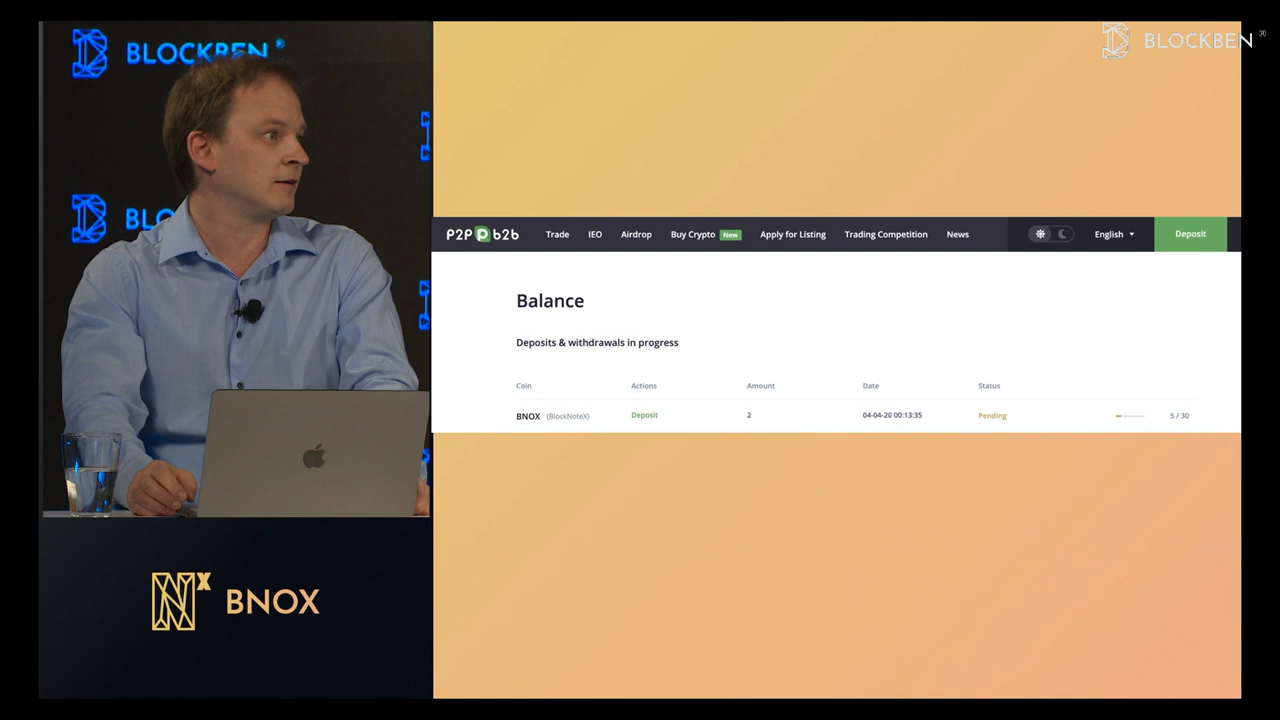 BLOCKBEN
BLO
BNOX
BLOCKBEN®
P2P b2b Trade IEO Airdrop Buy Crypto New Apply for Listing Trading Competition News English Deposit
Balance
Deposits & withdrawals in progress
Coin Actions Amount Date Status
BNOX (BlockNoteX) Deposit 2 04-04-20 00:13:35 Pending 5 / 30